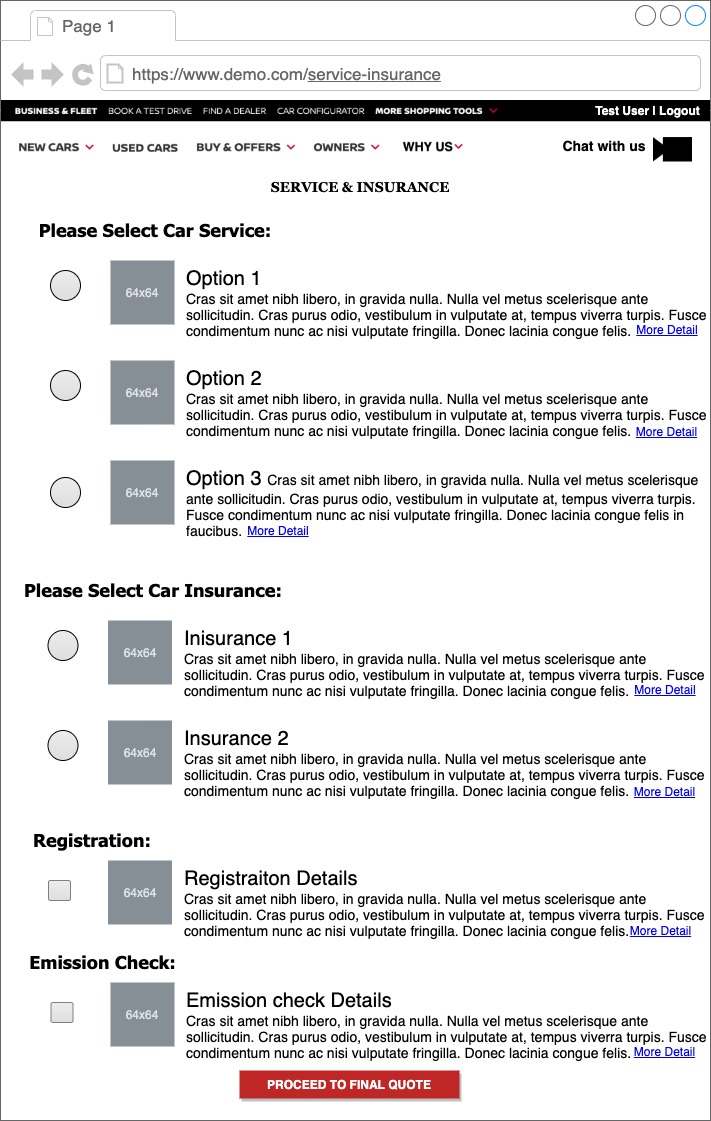 Page 1
https://www.demo.com/service-insurance
BUSINESS & FLEET BOOK A TEST DRIVE FIND A DEALER CAR CONFIGURATOR MORE SHOPPING TOOLS Test User | Logout
NEW CARS USED CARS BUY & OFFERS OWNERS WHY US Chat with us
SERVICE & INSURANCE
Please Select Car Service:
64x64
Option 1
Cras sit amet nibh libero, in gravida nulla. Nulla vel metus scelerisque ante
sollicitudin. Cras purus odio, vestibulum in vulputate at, tempus viverra turpis. Fusce
condimentum nunc ac nisi vulputate fringilla. Donec lacinia congue felis. More Detail
64x64
Option 2
Cras sit amet nibh libero, in gravida nulla. Nulla vel metus scelerisque ante
sollicitudin. Cras purus odio, vestibulum in vulputate at, tempus viverra turpis. Fusce
condimentum nunc ac nisi vulputate fringilla. Donec lacinia congue felis. More Detail
64x64
Option 3 Cras sit amet nibh libero, in gravida nulla. Nulla vel metus scelerisque
ante sollicitudin. Cras purus odio, vestibulum in vulputate at, tempus viverra turpis.
Fusce condimentum nunc ac nisi vulputate fringilla. Donec lacinia congue felis in
faucibus. More Detail
Please Select Car Insurance:
64x64
Inisurance 1
Cras sit amet nibh libero, in gravida nulla. Nulla vel metus scelerisque ante
sollicitudin. Cras purus odio, vestibulum in vulputate at, tempus viverra turpis. Fusce
condimentum nunc ac nisi vulputate fringilla. Donec lacinia congue felis. More Detail
64x64
Insurance 2
Cras sit amet nibh libero, in gravida nulla. Nulla vel metus scelerisque ante
sollicitudin. Cras purus odio, vestibulum in vulputate at, tempus viverra turpis. Fusce
condimentum nunc ac nisi vulputate fringilla. Donec lacinia congue felis. More Detail
Registration:
64x64
Registraiton Details
Cras sit amet nibh libero, in gravida nulla. Nulla vel metus scelerisque ante
sollicitudin. Cras purus odio, vestibulum in vulputate at, tempus viverra turpis. Fusce
condimentum nunc ac nisi vulputate fringilla. Donec lacinia congue felis.More Detail
Emission Check:
64x64
Emission check Details
Cras sit amet nibh libero, in gravida nulla. Nulla vel metus scelerisque ante
sollicitudin. Cras purus odio, vestibulum in vulputate at, tempus viverra turpis. Fusce
condimentum nunc ac nisi vulputate fringilla. Donec lacinia congue felis. More Detail
PROCEED TO FINAL QUOTE